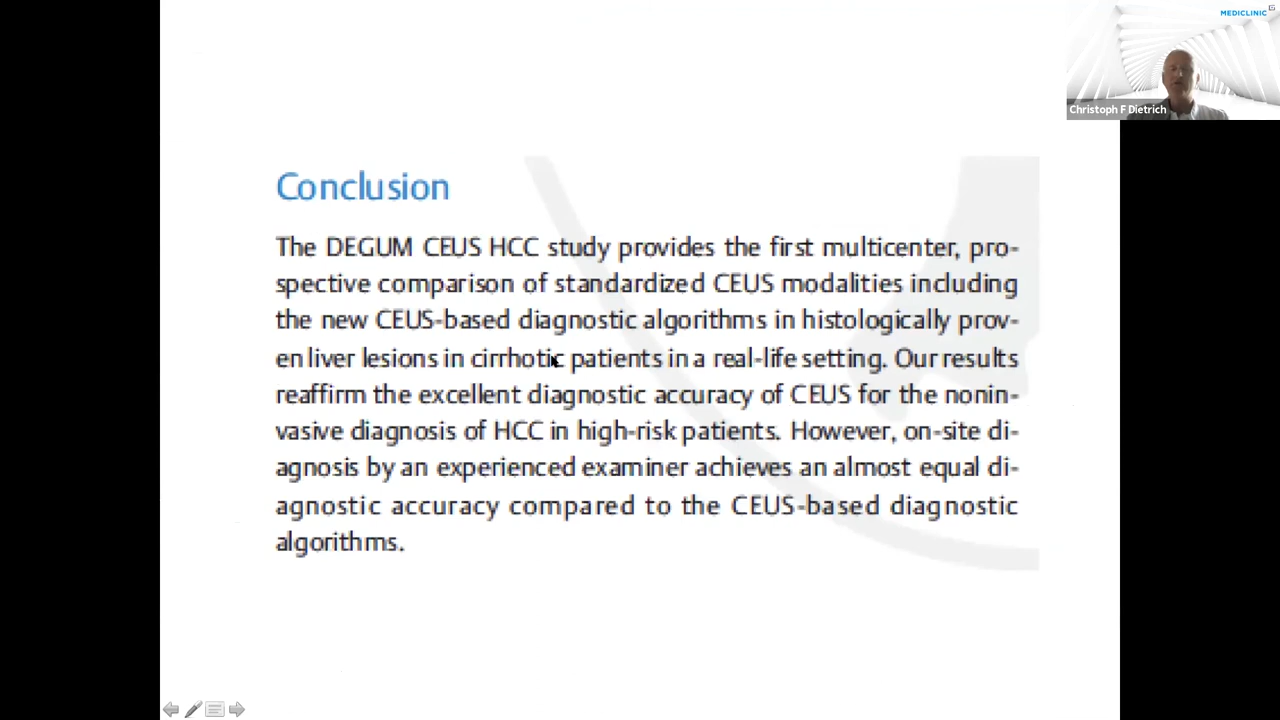 MEDICLINIC
Christoph F Dietrich
Conclusion
The DEGUM CEUS HCC study provides the first multicenter, pro-
spective comparison of standardized CEUS modalities including
the new CEUS-based diagnostic algorithms in histologically prov-
en liver lesions in cirrhotic patients in a real-life setting. Our results
reaffirm the excellent diagnostic accuracy of CEUS for the nonin-
vasive diagnosis of HCC in high-risk patients. However, on-site di-
agnosis by an experienced examiner achieves an almost equal di-
agnostic accuracy compared to the CEUS-based diagnostic
algorithms.